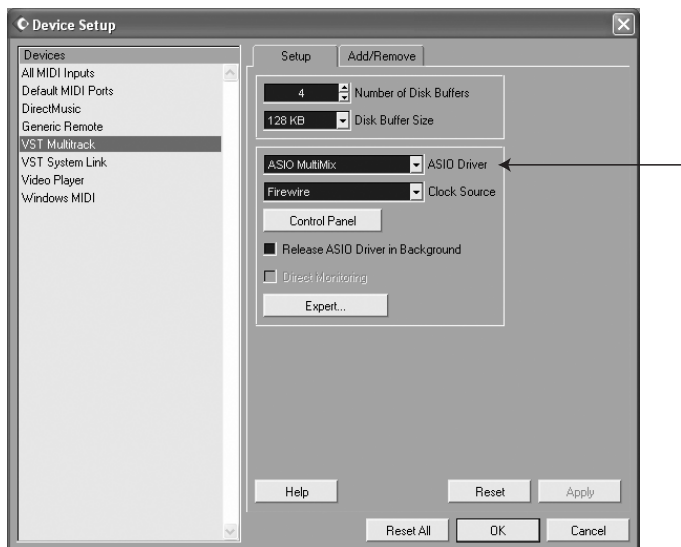 Device Setup
Devices
All MIDI Inputs
Default MIDI Ports
DirectMusic
Generic Remote
VST Multitrack
VST System Link
Video Player
Windows MIDI
Setup
Add/Remove
4 Number of Disk Buffers
128 KB Disk Buffer Size
ASIO MultiMix ASIO Driver
Firewire Clock Source
Control Panel
Release ASIO Driver in Background
Direct Monitoring
Expert...
Help
Reset
Apply
Reset All
OK
Cancel